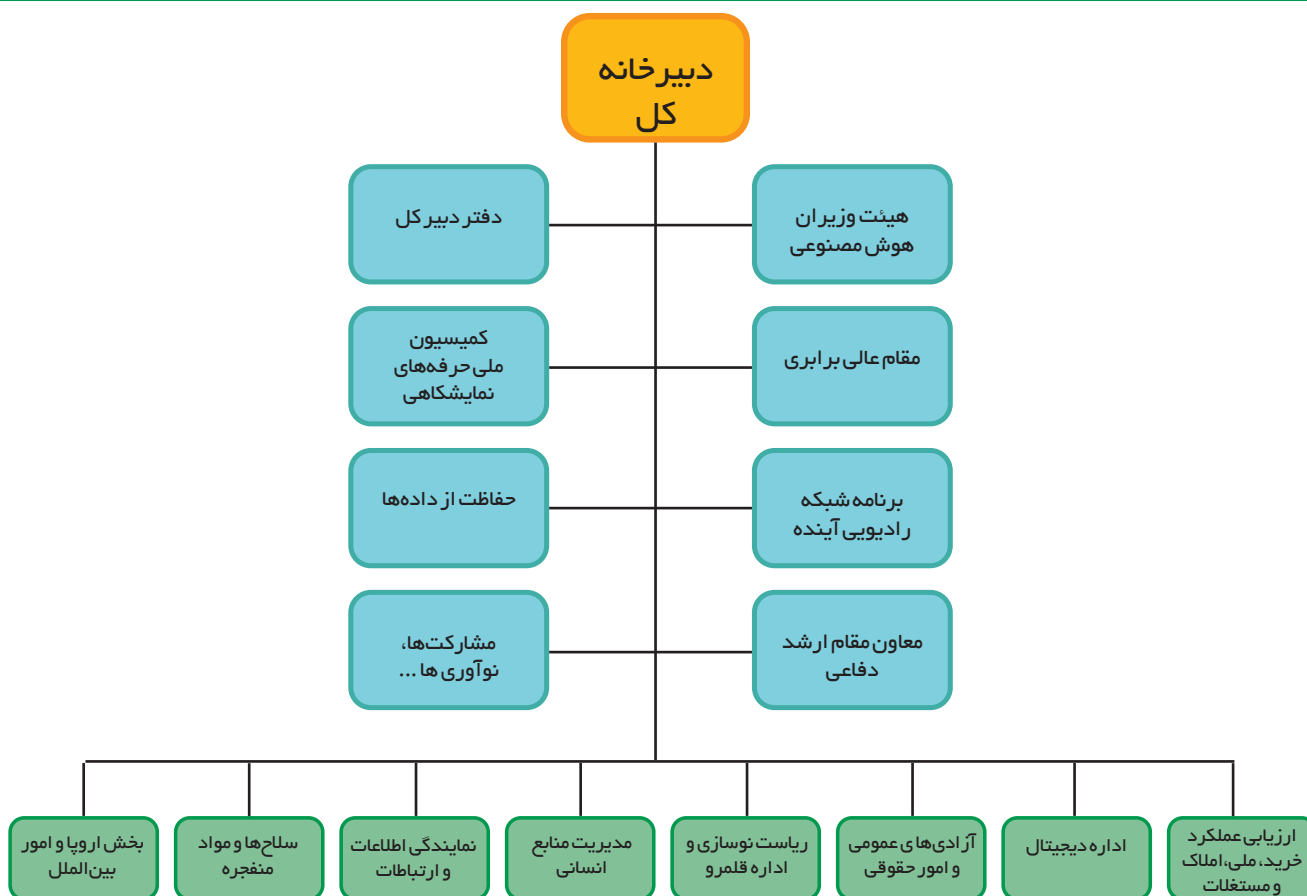 دبیرخانه
کل
هیئت وزیران
هوش مصنوعی
دفتر دبیر کل
مقام عالی برابری
کمیسیون
ملی حرفه‌های
نمایشگاهی
برنامه شبکه
رادیویی آینده
حفاظت از داده‌ها
معاون مقام ارشد
دفاعی
مشارکت‌ها،
نوآوری ها ...
ارزیابی عملکرد
خرید، ملی، املاک
و مستغلات
اداره دیجیتال
آزادی‌های عمومی
و امور حقوقی
ریاست نوسازی و
اداره قلمرو
مدیریت منابع
انسانی
نمایندگی اطلاعات
و ارتباطات
سلاح‌ها و مواد
منفجره
بخش اروپا و امور
بین‌الملل